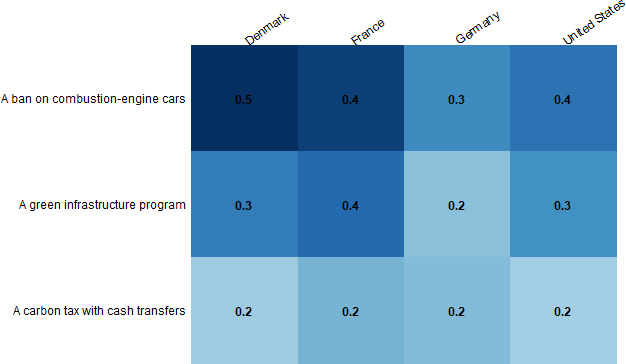 Denmark France Germany United States
A ban on combustion-engine cars 0.5 0.4 0.3 0.4
A green infrastructure program 0.3 0.4 0.2 0.3
A carbon tax with cash transfers 0.2 0.2 0.2 0.2